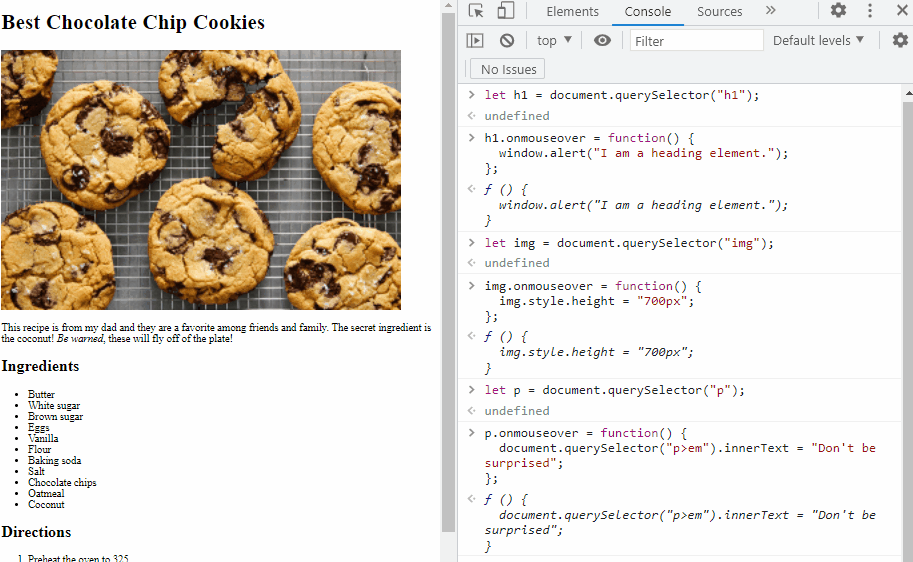 Best Chocolate Chip Cookies
This recipe is from my dad and they are a favorite among friends and family. The secret ingredient is
the coconut! Be warned, these will fly off of the plate!
Ingredients
Butter
White sugar
Brown sugar
Eggs
Vanilla
Flour
Baking soda
Salt
Chocolate chips
Oatmeal
Coconut
Directions
1. Preheat the oven to 325
Elements Console Sources »
top ▼ Filter Default levels ▼
No Issues
> let h1 = document.querySelector("h1");
undefined
> h1.onmouseover = function() {
window.alert("I am a heading element.");
};
ƒ () {
window.alert("I am a heading element.");
}
> let img = document.querySelector("img");
undefined
> img.onmouseover = function() {
img.style.height = "700px";
};
ƒ () {
img.style.height = "700px";
}
> let p = document.querySelector("p");
undefined
> p.onmouseover = function() {
document.querySelector("p>em").innerText = "Don't be
surprised";
};
ƒ () {
document.querySelector("p>em").innerText = "Don't be
surprised";
}